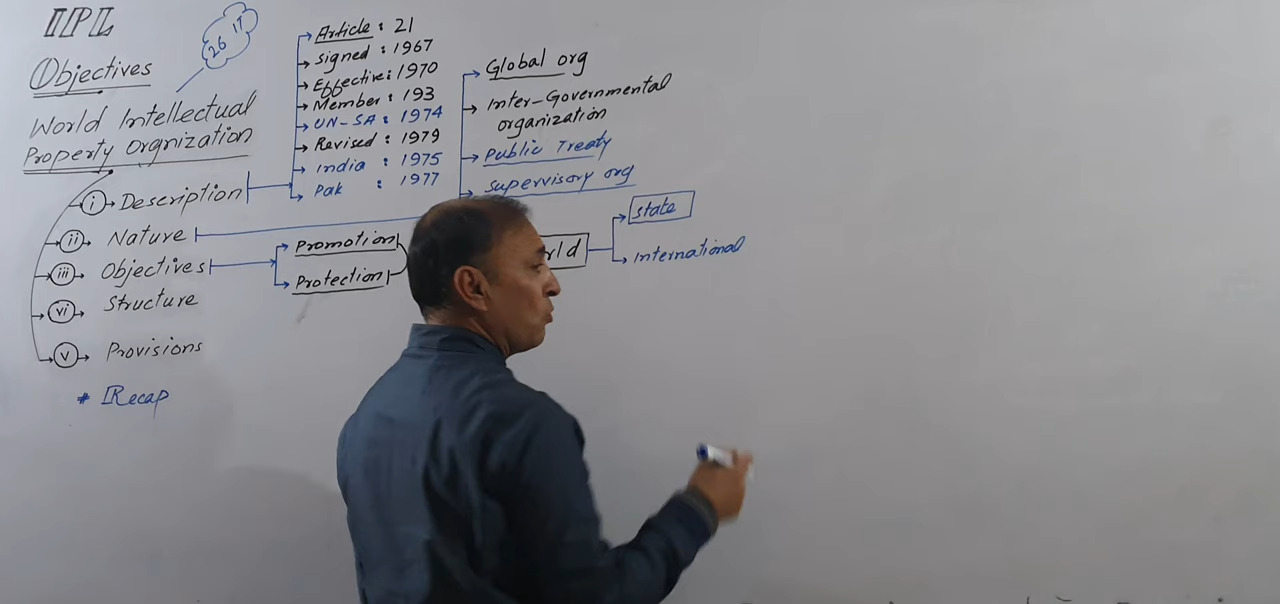 IPL
26 17
Objectives
World Intellectual
Property Orgnization
i Description
ii Nature
iii Objectives
vi Structure
v Provisions
# Recap
Article : 21
Signed : 1967
Effective : 1970
Member : 193
UN-SA : 1974
Revised : 1979
India : 1975
Pak : 1977
Global org
Inter-Governmental
organization
Public Treaty
Supervisory org
Promotion
Protection
state
International